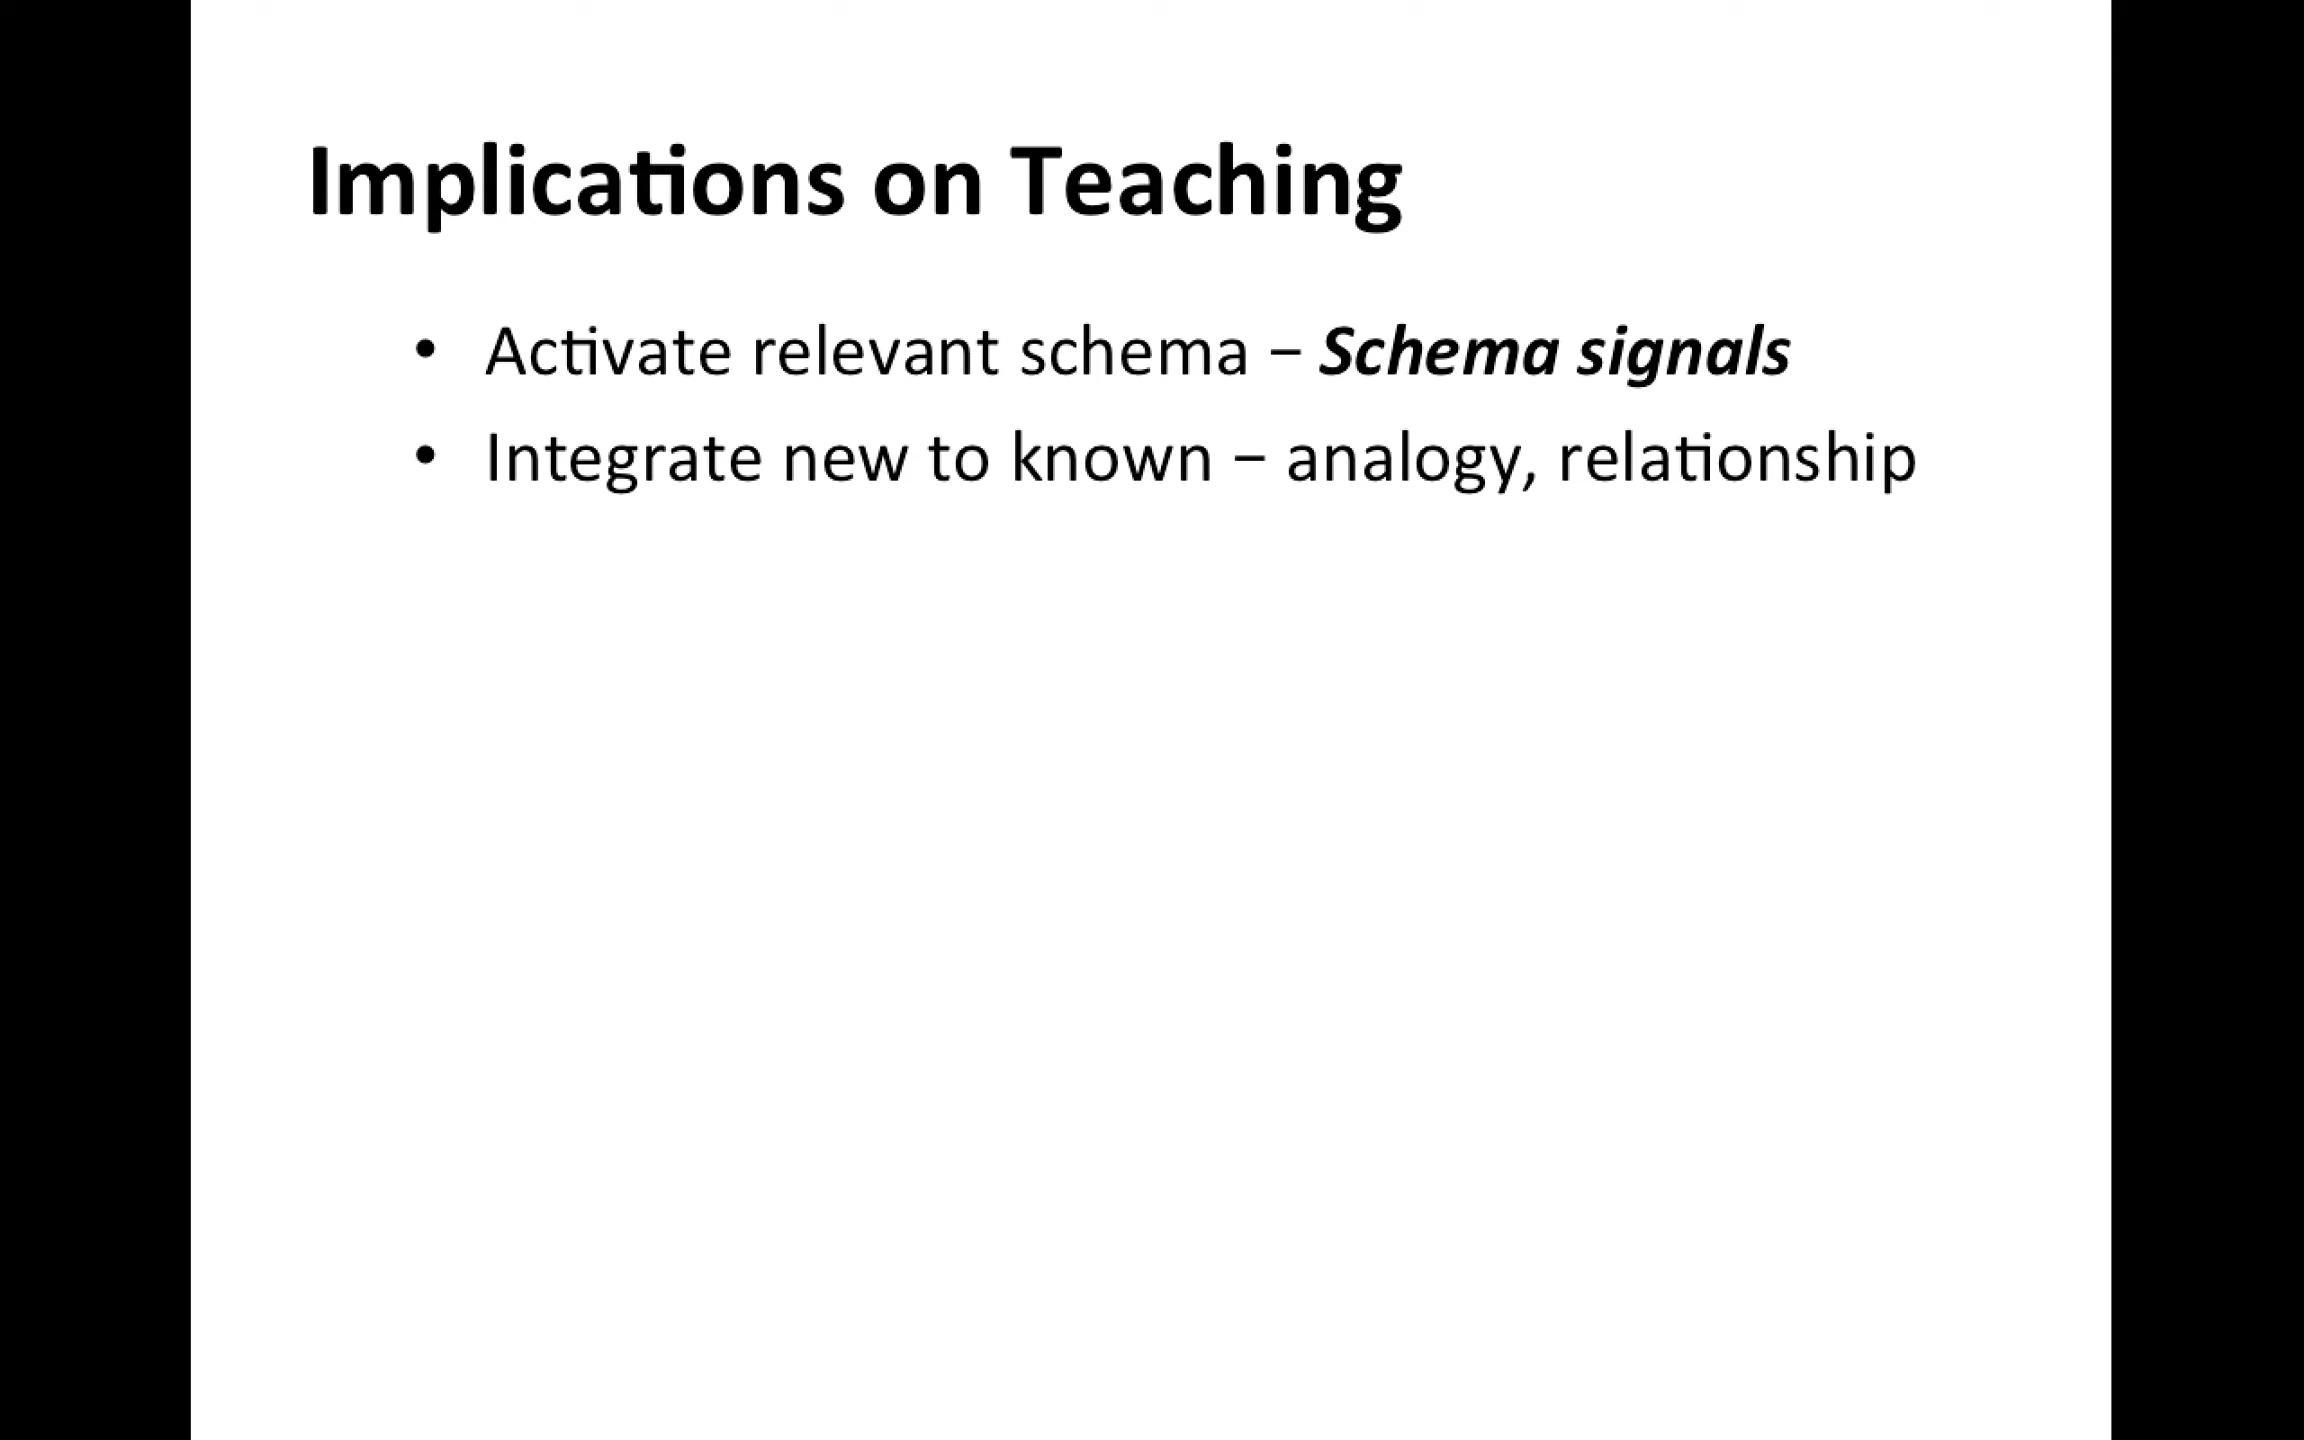 Implications on Teaching
• Activate relevant schema – Schema signals
• Integrate new to known – analogy, relationship